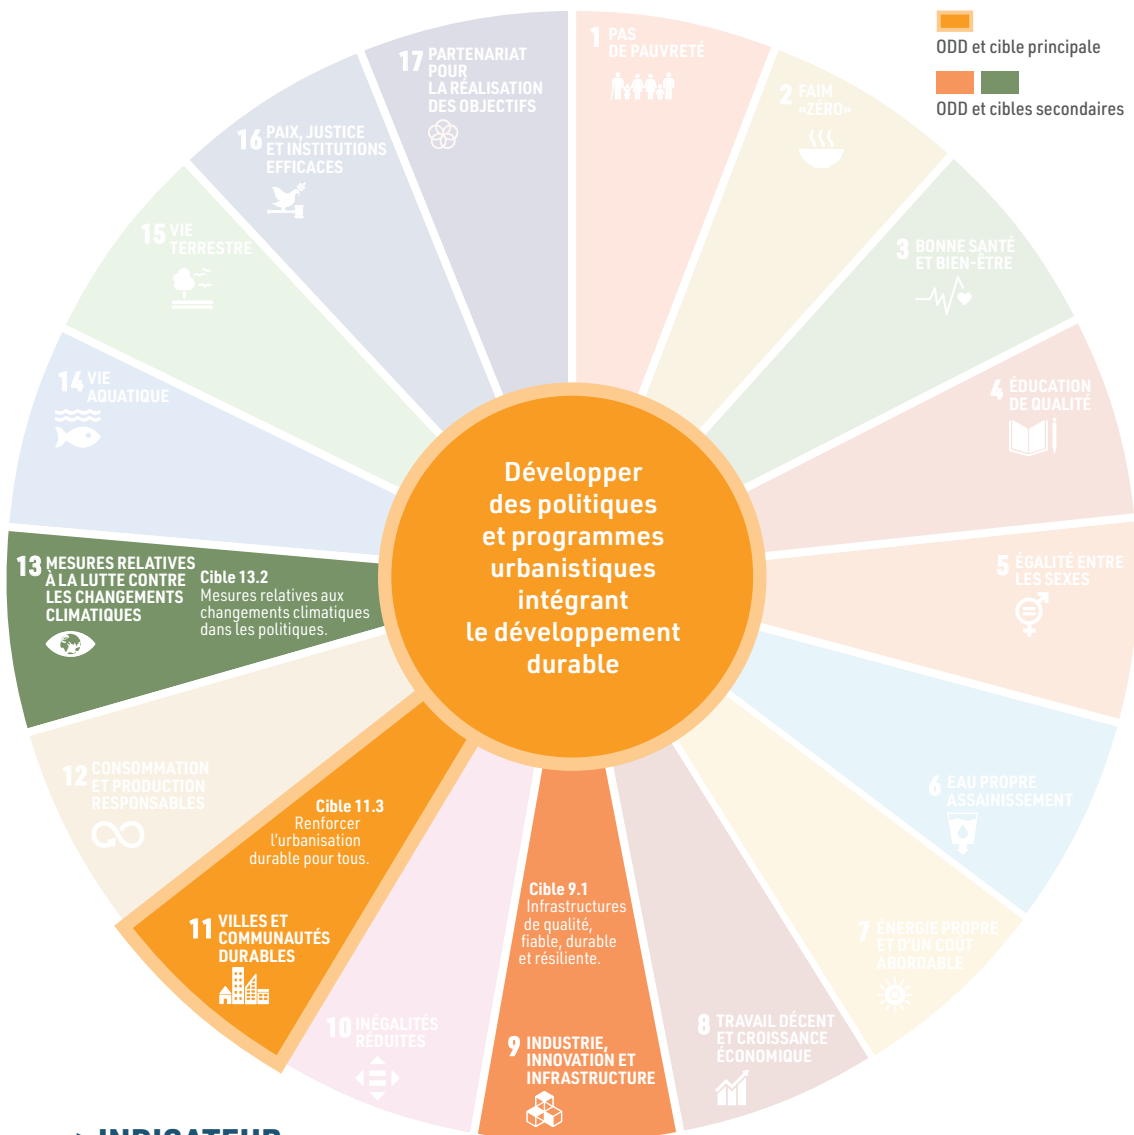 ODD et cible principale
ODD et cibles secondaires
1 PAS
DE PAUVRETÉ
2 FAIM
«ZÉRO»
3 BONNE SANTÉ
ET BIEN-ÊTRE
4 ÉDUCATION
DE QUALITÉ
5 ÉGALITÉ ENTRE
LES SEXES
6 EAU PROPRE
ASSAINISSEMENT
7 ÉNERGIE PROPRE
ET D'UN COÛT
ABORDABLE
8 TRAVAIL DÉCENT
ET CROISSANCE
ÉCONOMIQUE
Cible 9.1
Infrastructures
de qualité,
fiable, durable
et résiliente.
9 INDUSTRIE,
INNOVATION ET
INFRASTRUCTURE
10 INÉGALITÉS
RÉDUITES
Cible 11.3
Renforcer
l'urbanisation
durable pour tous.
11 VILLES ET
COMMUNAUTÉS
DURABLES
12 CONSOMMATION
ET PRODUCTION
RESPONSABLES
13 MESURES RELATIVES
À LA LUTTE CONTRE
LES CHANGEMENTS
CLIMATIQUES
Cible 13.2
Mesures relatives aux
changements climatiques
dans les politiques.
14 VIE
AQUATIQUE
15 VIE
TERRESTRE
16 PAIX, JUSTICE
ET INSTITUTIONS
EFFICACES
17 PARTENARIAT
POUR
LA RÉALISATION
DES OBJECTIFS
Développer
des politiques
et programmes
urbanistiques
intégrant
le développement
durable
INDICATEUR